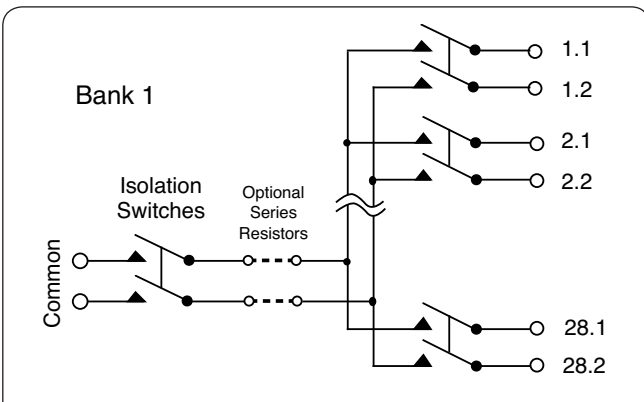 Bank 1
1.1
1.2
2.1
2.2
Isolation
Switches
Optional
Series
Resistors
Common
28.1
28.2